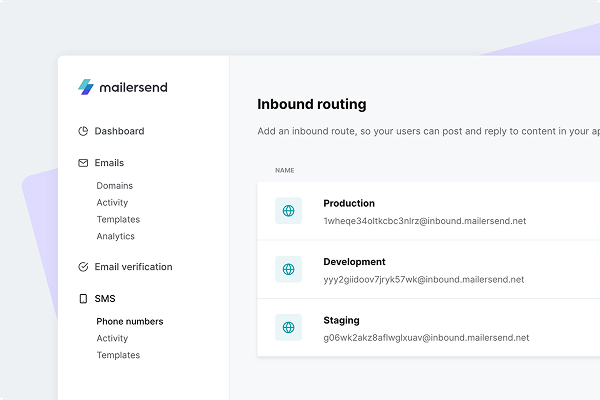 mailersend
Dashboard
Emails
Domains
Activity
Templates
Analytics
Email verification
SMS
Phone numbers
Activity
Templates
Inbound routing
Add an inbound route, so your users can post and reply to content in your ap
NAME
Production
1wheqe34oltkcbc3nlrz@inbound.mailersend.net
Development
yyy2giidoov7jryk57wk@inbound.mailersend.net
Staging
g06wk2akz8aflwglxuav@inbound.mailersend.net